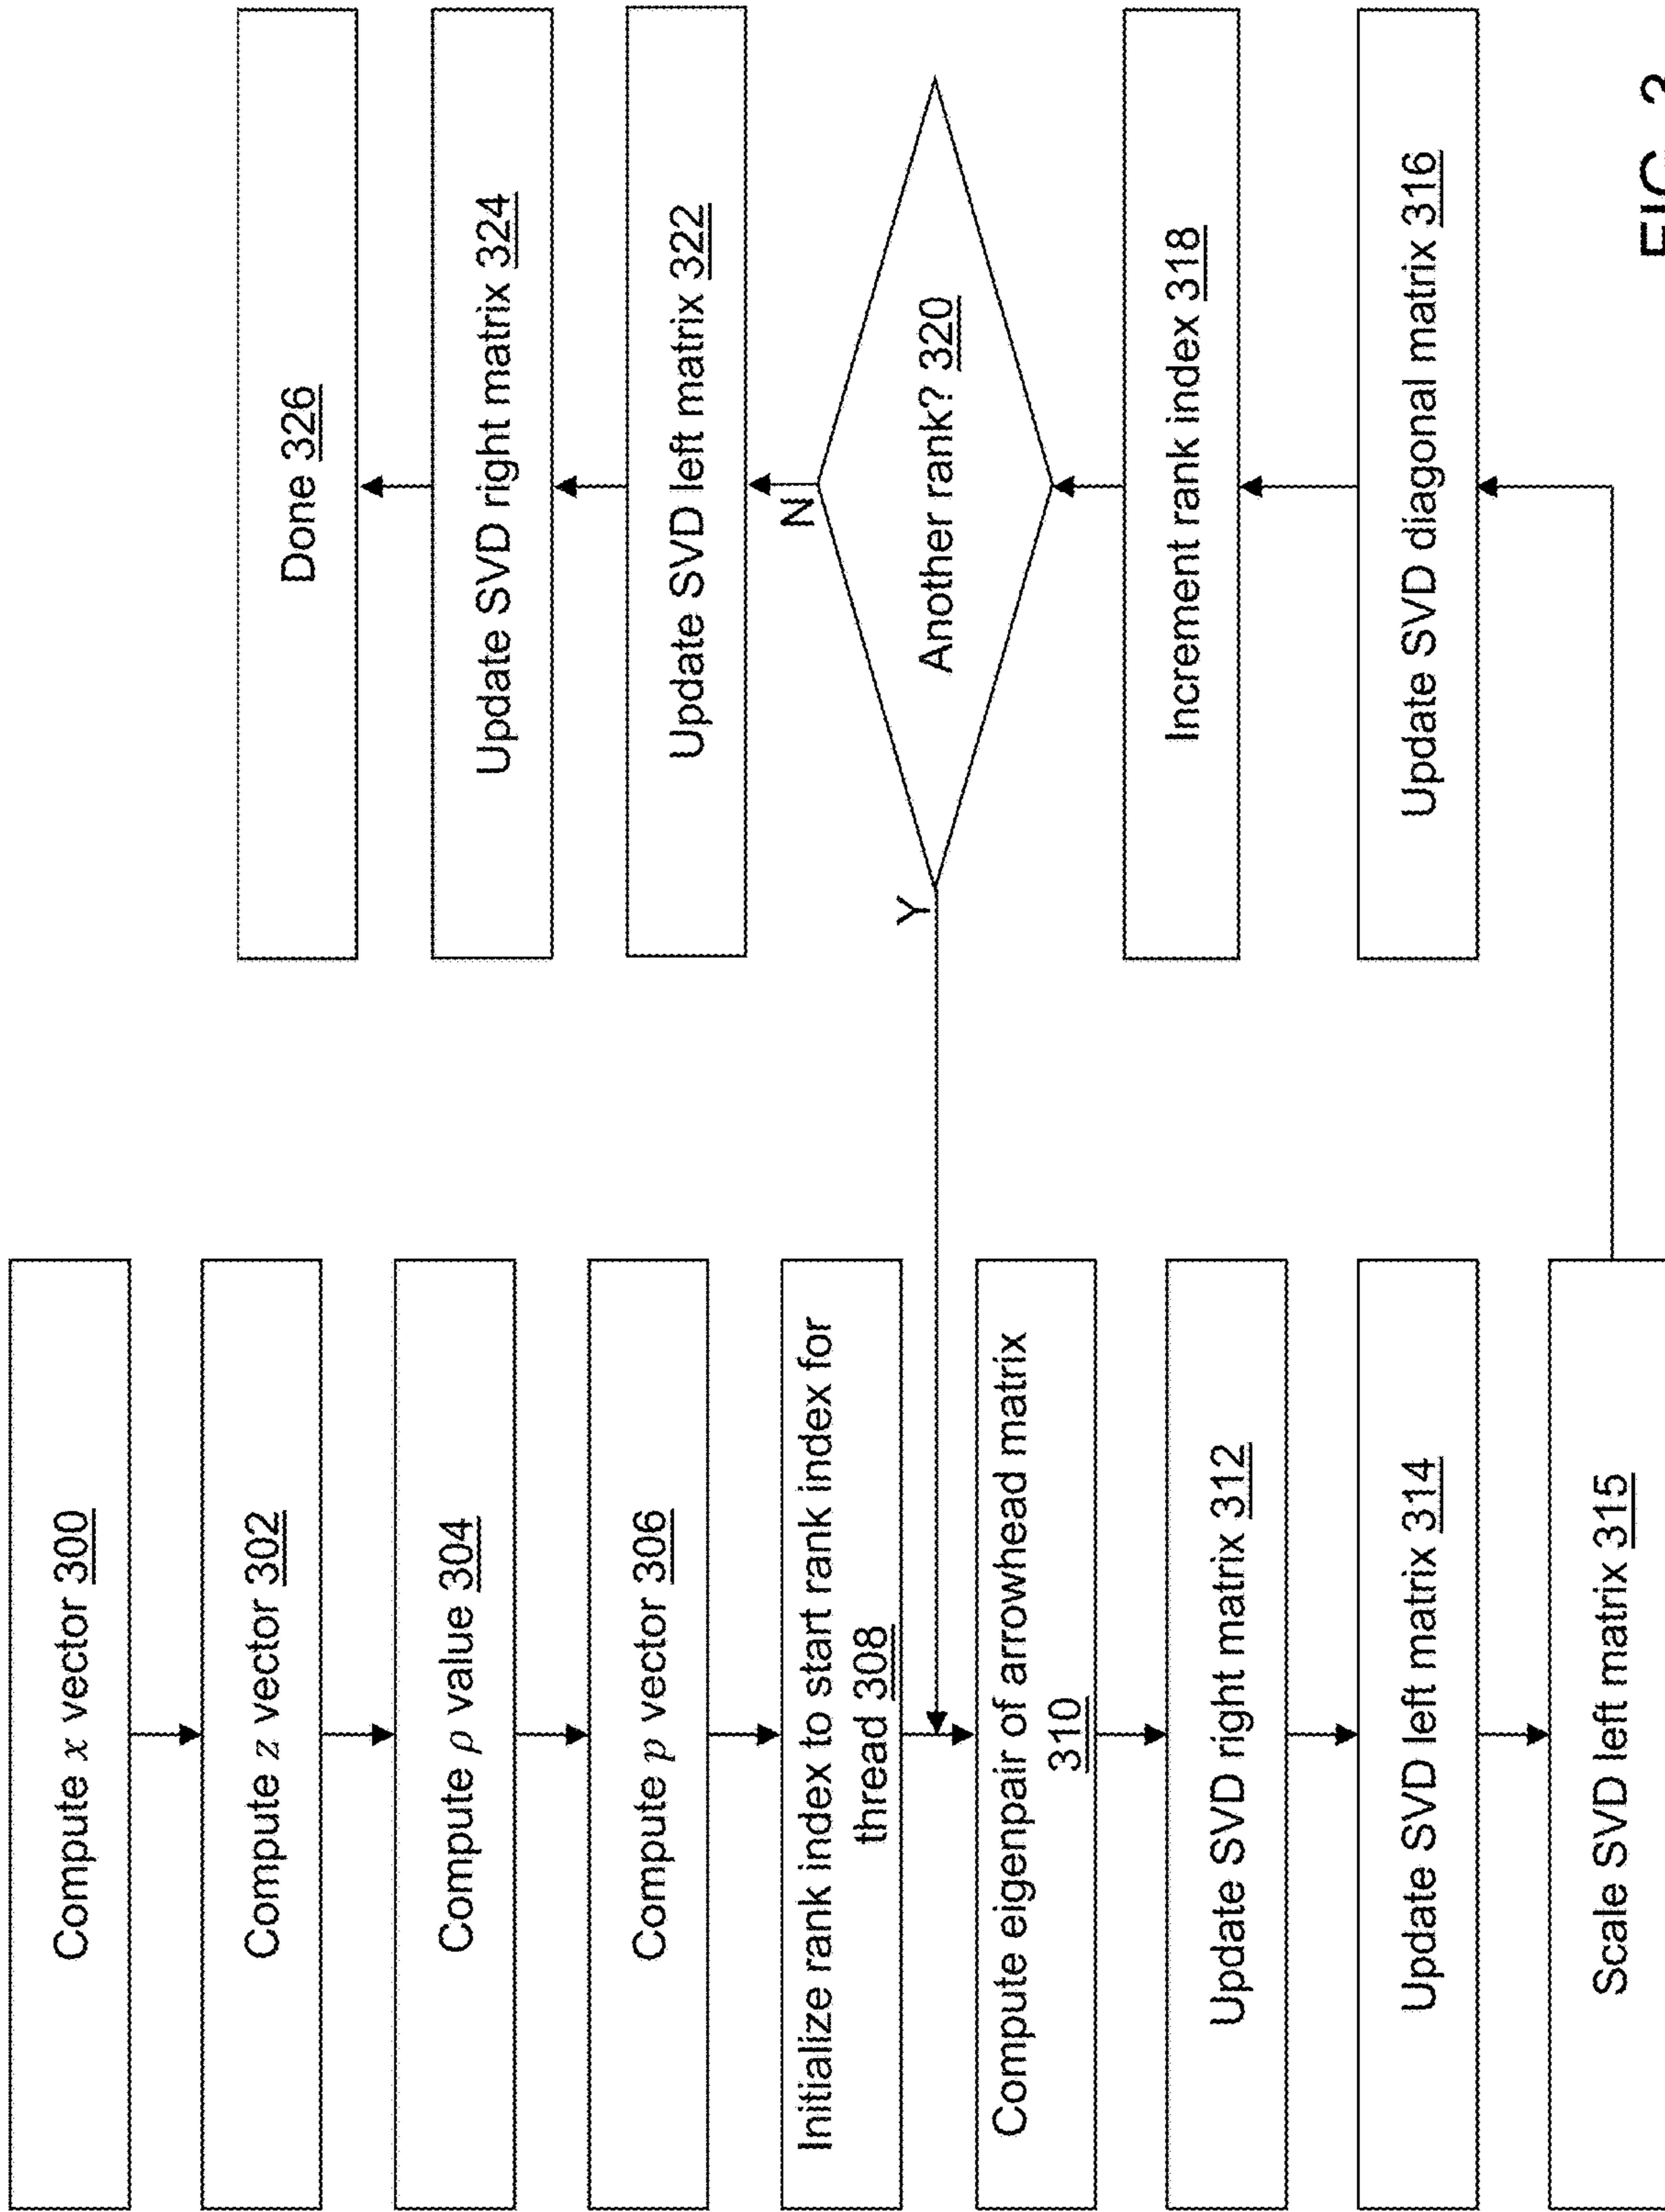 Compute x vector 300
Compute z vector 302
Compute ρ value 304
Compute p vector 306
Initialize rank index to start rank index for
thread 308
Compute eigenpair of arrowhead matrix
310
Update SVD right matrix 312
Update SVD left matrix 314
Scale SVD left matrix 315
Done 326
Update SVD right matrix 324
Update SVD left matrix 322
N
Y
Another rank? 320
Increment rank index 318
Update SVD diagonal matrix 316
FIG. 3